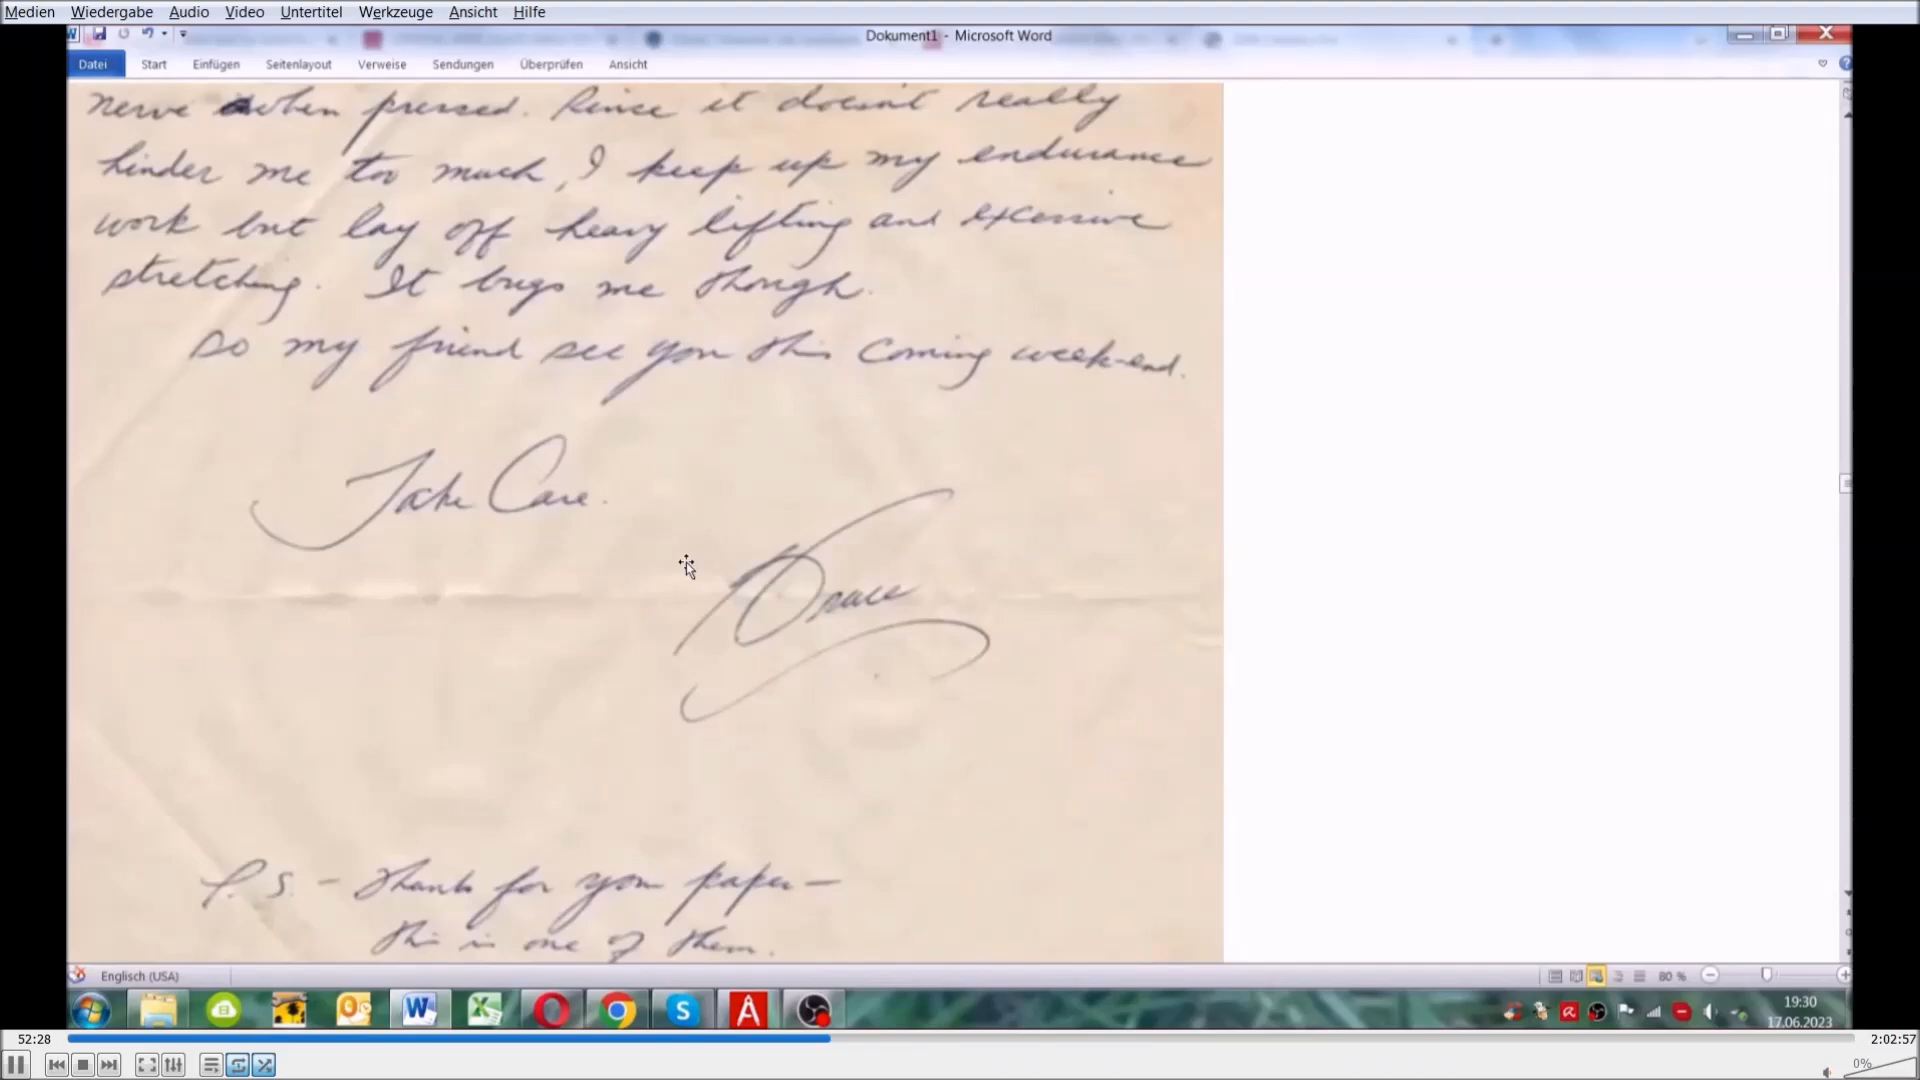 Medien Wiedergabe Audio Video Untertitel Werkzeuge Ansicht Hilfe
Dokument1 - Microsoft Word
Datei Start Einfügen Seitenlayout Verweise Sendungen Überprüfen Ansicht
nerve when pressed. Since it doesn't really
hinder me too much, I keep up my endurance
work but lay off heavy lifting and excessive
stretching. It bugs me though.
So my friend see you this coming week-end.
Take Care.
Bruce
P.S. - Thanks for your paper -
this is one of them.
Englisch (USA) 80 %
19:30
17.06.2023
52:28 2:02:57
0%